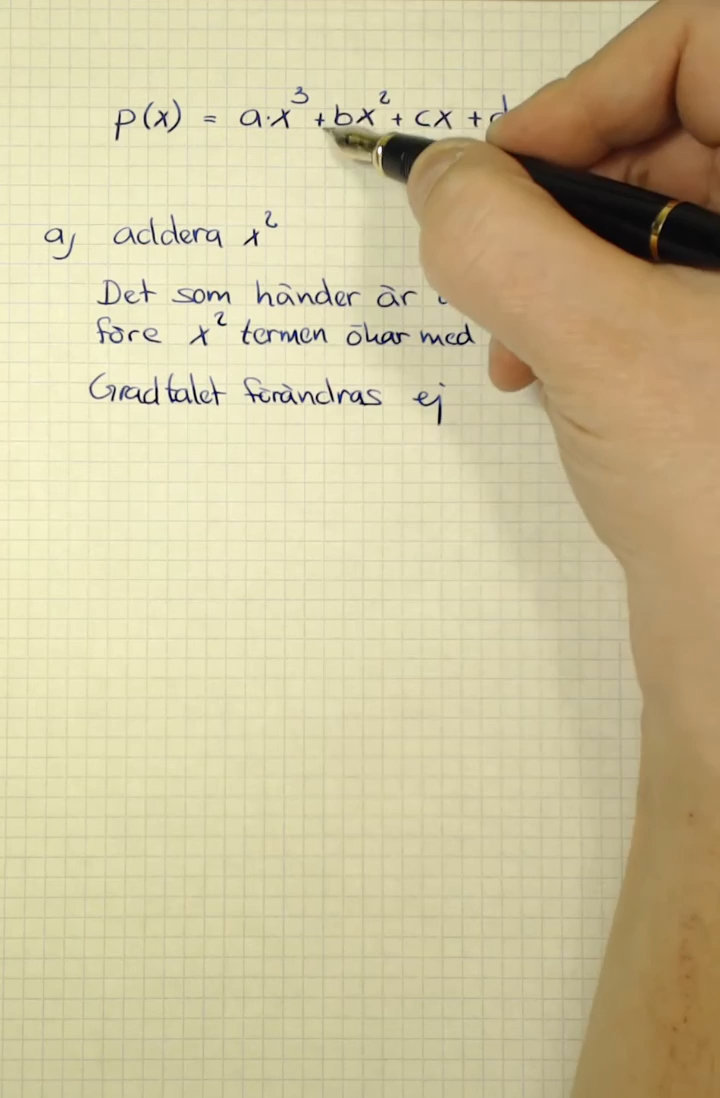 p(x) = a·x³ + bx² + cx +
a) addera x²
Det som händer är
före x² termen ökar med
Gradtalet förändras ej